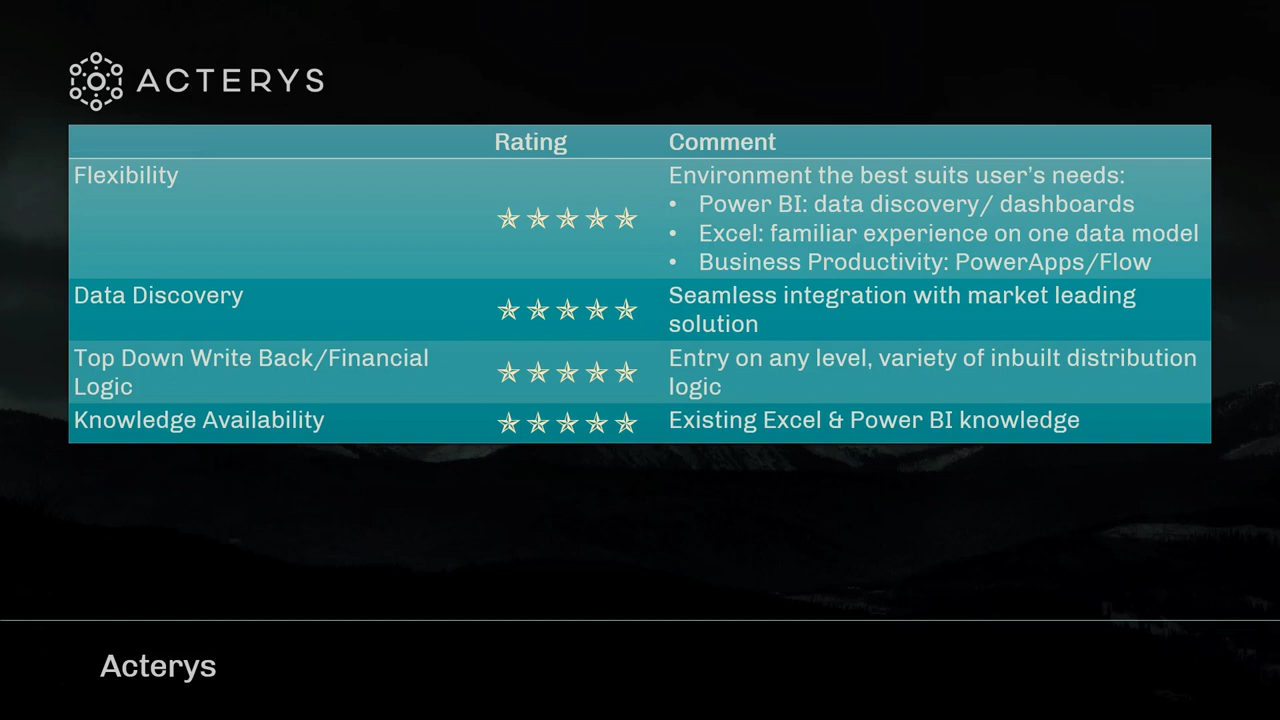 ACTERYS
Rating Comment
Flexibility
★ ★ ★ ★ ★
Environment the best suits user’s needs:
• Power BI: data discovery/ dashboards
• Excel: familiar experience on one data model
• Business Productivity: PowerApps/Flow
Data Discovery
★ ★ ★ ★ ★
Seamless integration with market leading
solution
Top Down Write Back/Financial
Logic
★ ★ ★ ★ ★
Entry on any level, variety of inbuilt distribution
logic
Knowledge Availability
★ ★ ★ ★ ★
Existing Excel & Power BI knowledge
Acterys